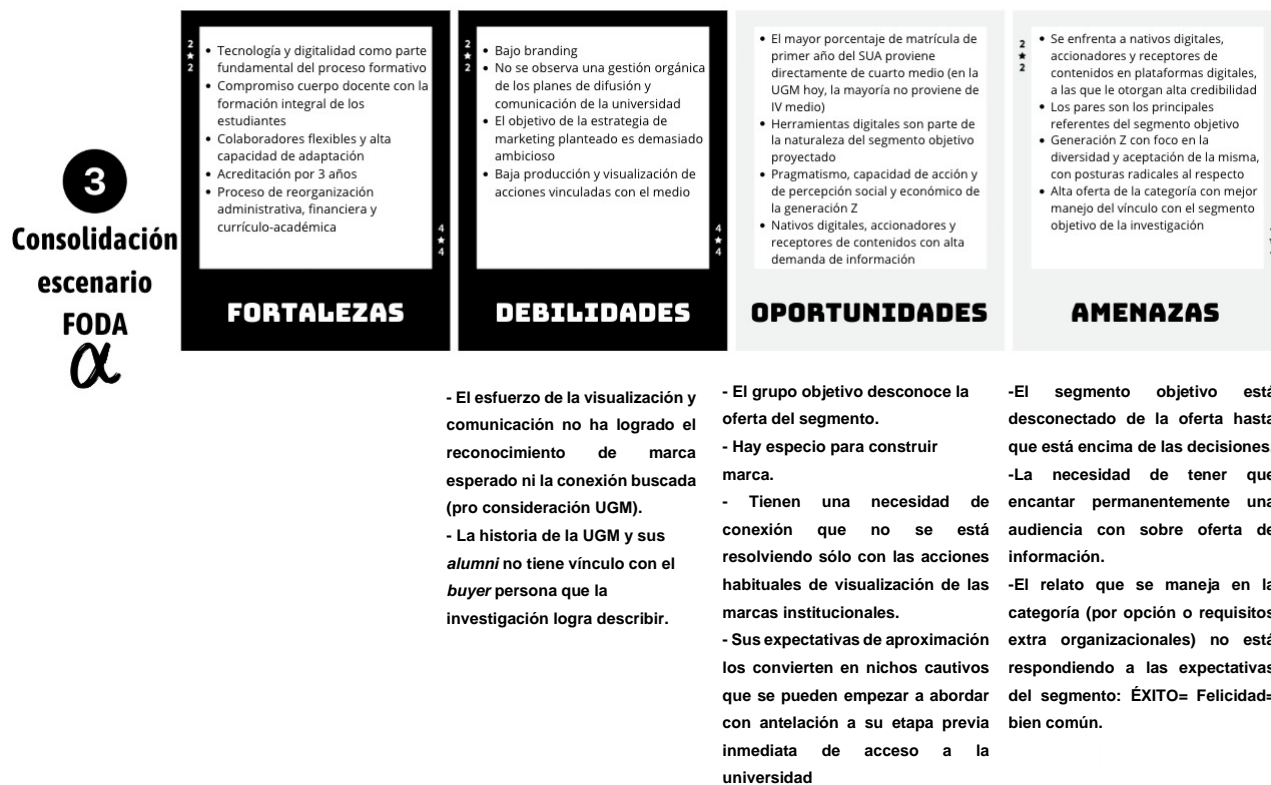 3
Consolidación
escenario
FODA
α
2
★
2
• Tecnología y digitalidad como parte
fundamental del proceso formativo
• Compromiso cuerpo docente con la
formación integral de los
estudiantes
• Colaboradores flexibles y alta
capacidad de adaptación
• Acreditación por 3 años
• Proceso de reorganización
administrativa, financiera y
currículo-académica
4
★
4
FORTALEZAS
2
★
2
• Bajo branding
• No se observa una gestión orgánica
de los planes de difusión y
comunicación de la universidad
• El objetivo de la estrategia de
marketing planteado es demasiado
ambicioso
• Baja producción y visualización de
acciones vinculadas con el medio
4
★
4
DEBILIDADES
• El mayor porcentaje de matrícula de
primer año del SUA proviene
directamente de cuarto medio (en la
UGM hoy, la mayoría no proviene de
IV medio)
• Herramientas digitales son parte de
la naturaleza del segmento objetivo
proyectado
• Pragmatismo, capacidad de acción y
de percepción social y económico de
la generación Z
• Nativos digitales, accionadores y
receptores de contenidos con alta
demanda de información
OPORTUNIDADES
2
★
2
• Se enfrenta a nativos digitales,
accionadores y receptores de
contenidos en plataformas digitales,
a las que le otorgan alta credibilidad
• Los pares son los principales
referentes del segmento objetivo
• Generación Z con foco en la
diversidad y aceptación de la misma,
con posturas radicales al respecto
• Alta oferta de la categoría con mejor
manejo del vínculo con el segmento
objetivo de la investigación
AMENAZAS
- El esfuerzo de la visualización y
comunicación no ha logrado el
reconocimiento de marca
esperado ni la conexión buscada
(pro consideración UGM).
- La historia de la UGM y sus
alumni no tiene vínculo con el
buyer persona que la
investigación logra describir.
- El grupo objetivo desconoce la
oferta del segmento.
- Hay especio para construir
marca.
- Tienen una necesidad de
conexión que no se está
resolviendo sólo con las acciones
habituales de visualización de las
marcas institucionales.
- Sus expectativas de aproximación
los convierten en nichos cautivos
que se pueden empezar a abordar
con antelación a su etapa previa
inmediata de acceso a la
universidad
-El segmento objetivo está
desconectado de la oferta hasta
que está encima de las decisiones.
-La necesidad de tener que
encantar permanentemente una
audiencia con sobre oferta de
información.
-El relato que se maneja en la
categoría (por opción o requisitos
extra organizacionales) no está
respondiendo a las expectativas
del segmento: ÉXITO= Felicidad=
bien común.